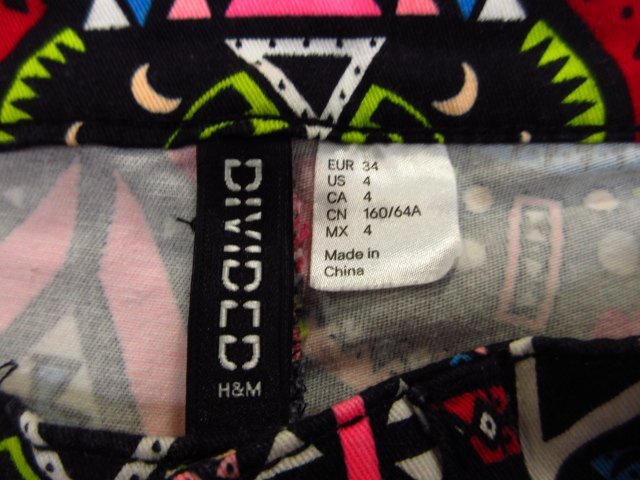 DIVIDED
H&M
EUR 34
US 4
CA 4
CN 160/64A
MX 4
Made in
China